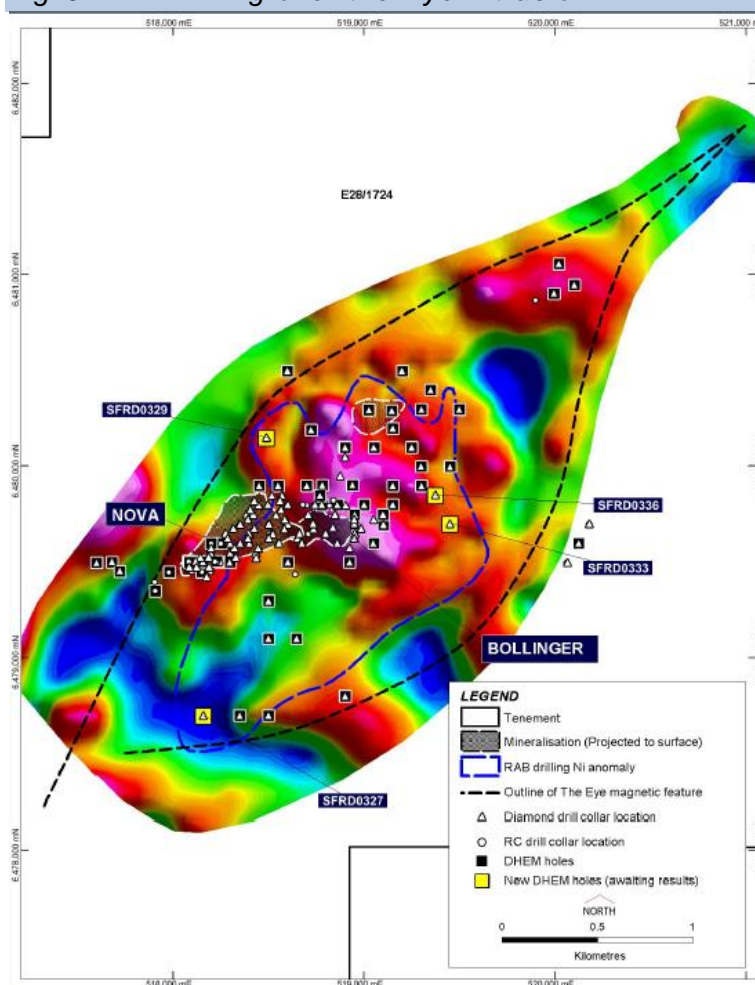 518,000 mE 519,000 mE 520,000 mE 521,000 mE
6,482,000 mN
E28/1724
6,481,000 mN
SFRD0329
6,480,000 mN
SFRD0336
NOVA
SFRD0333
BOLLINGER
6,479,000 mN
LEGEND
Tenement
Mineralisation (Projected to surface)
RAB drilling Ni anomaly
Outline of The Eye magnetic feature
SFRD0327
Diamond drill collar location
RC drill collar location
6,478,000 mN
DHEM holes
New DHEM holes (awaiting results)
NORTH
0 0.5 1
Kilometres
518,000 mE 519,000 mE 520,000 mE 521,000 mE